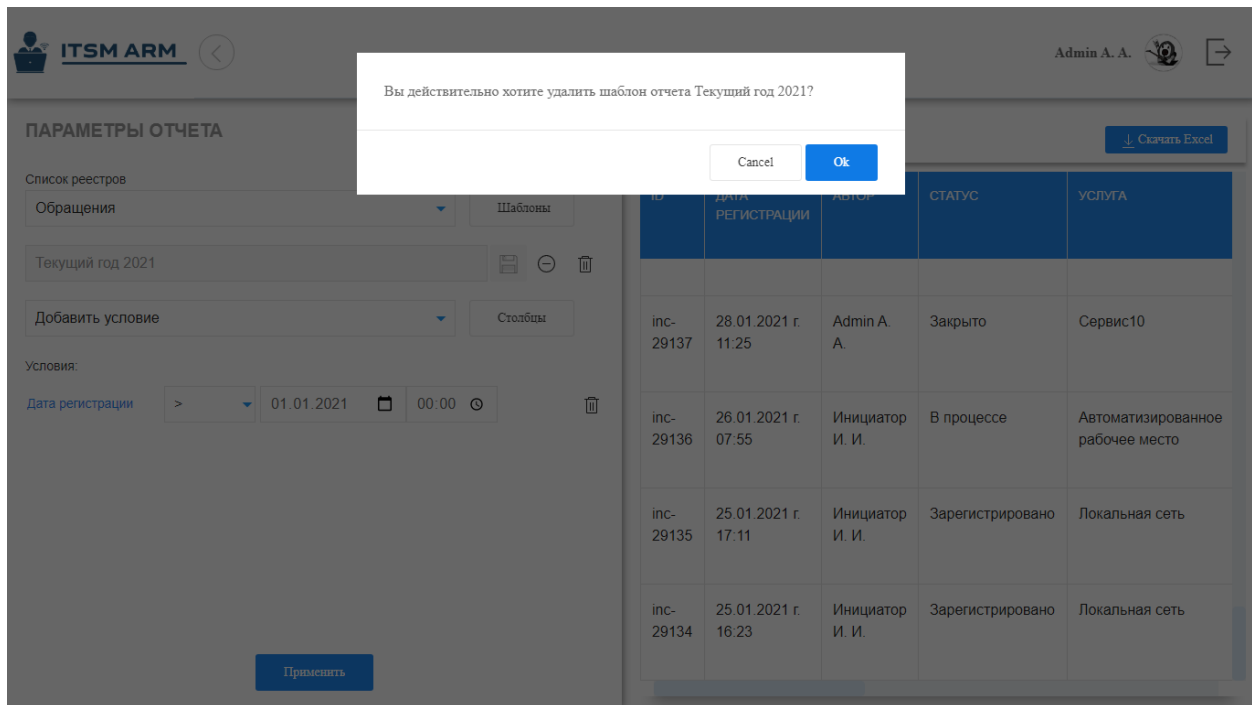 ITSM ARM
Admin A. A.
Вы действительно хотите удалить шаблон отчета Текущий год 2021?
Cancel
Ok
ПАРАМЕТРЫ ОТЧЕТА
Скачать Excel
Список реестров
Обращения
Шаблоны
Текущий год 2021
Добавить условие
Столбцы
Условия:
Дата регистрации > 01.01.2021 00:00
Применить
ID
ДАТА
РЕГИСТРАЦИИ
АВТОР
СТАТУС
УСЛУГА
inc-
29137
28.01.2021 г.
11:25
Admin A.
A.
Закрыто
Сервис10
inc-
29136
26.01.2021 г.
07:55
Инициатор
И. И.
В процессе
Автоматизированное
рабочее место
inc-
29135
25.01.2021 г.
17:11
Инициатор
И. И.
Зарегистрировано
Локальная сеть
inc-
29134
25.01.2021 г.
16:23
Инициатор
И. И.
Зарегистрировано
Локальная сеть